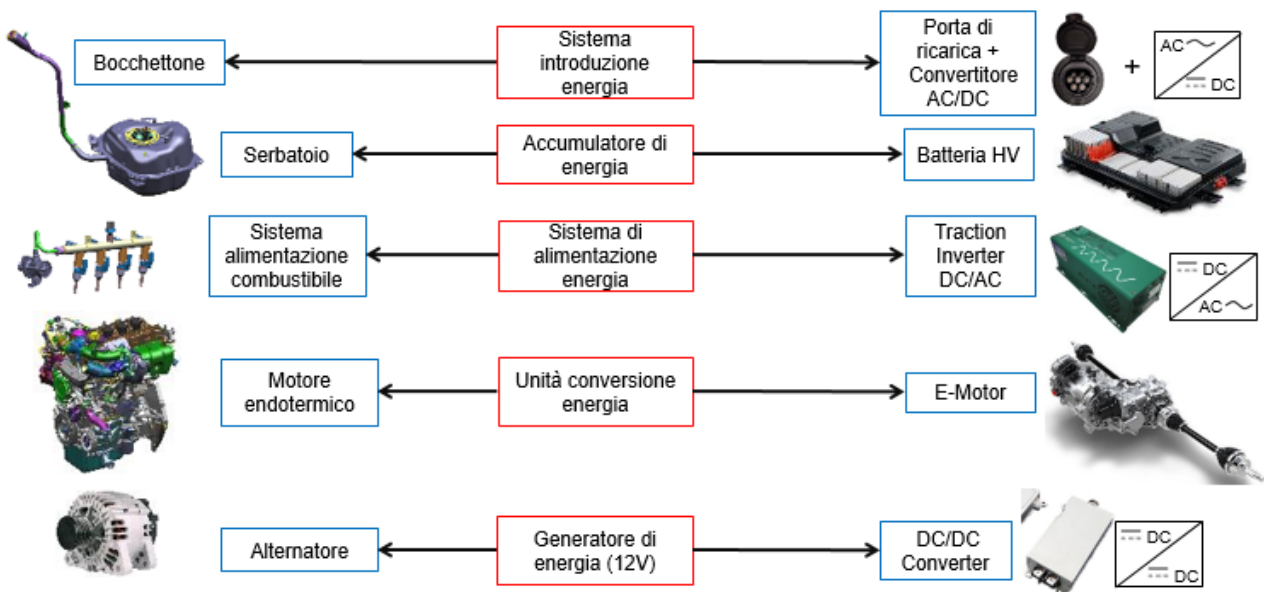 Bocchettone
Sistema
introduzione
energia
Porta di
ricarica +
Convertitore
AC/DC
+
AC
DC
Serbatoio
Accumulatore di
energia
Batteria HV
Sistema
alimentazione
combustibile
Sistema di
alimentazione
energia
Traction
Inverter
DC/AC
DC
AC
Motore
endotermico
Unità conversione
energia
E-Motor
Alternatore
Generatore di
energia (12V)
DC/DC
Converter
DC
DC